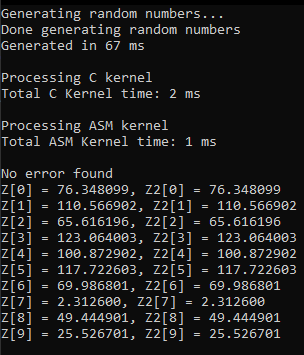 Generating random numbers...
Done generating random numbers
Generated in 67 ms
Processing C kernel
Total C Kernel time: 2 ms
Processing ASM kernel
Total ASM Kernel time: 1 ms
No error found
Z[0] = 76.348099, Z2[0] = 76.348099
Z[1] = 110.566902, Z2[1] = 110.566902
Z[2] = 65.616196, Z2[2] = 65.616196
Z[3] = 123.064003, Z2[3] = 123.064003
Z[4] = 100.872902, Z2[4] = 100.872902
Z[5] = 117.722603, Z2[5] = 117.722603
Z[6] = 69.986801, Z2[6] = 69.986801
Z[7] = 2.312600, Z2[7] = 2.312600
Z[8] = 49.444901, Z2[8] = 49.444901
Z[9] = 25.526701, Z2[9] = 25.526701